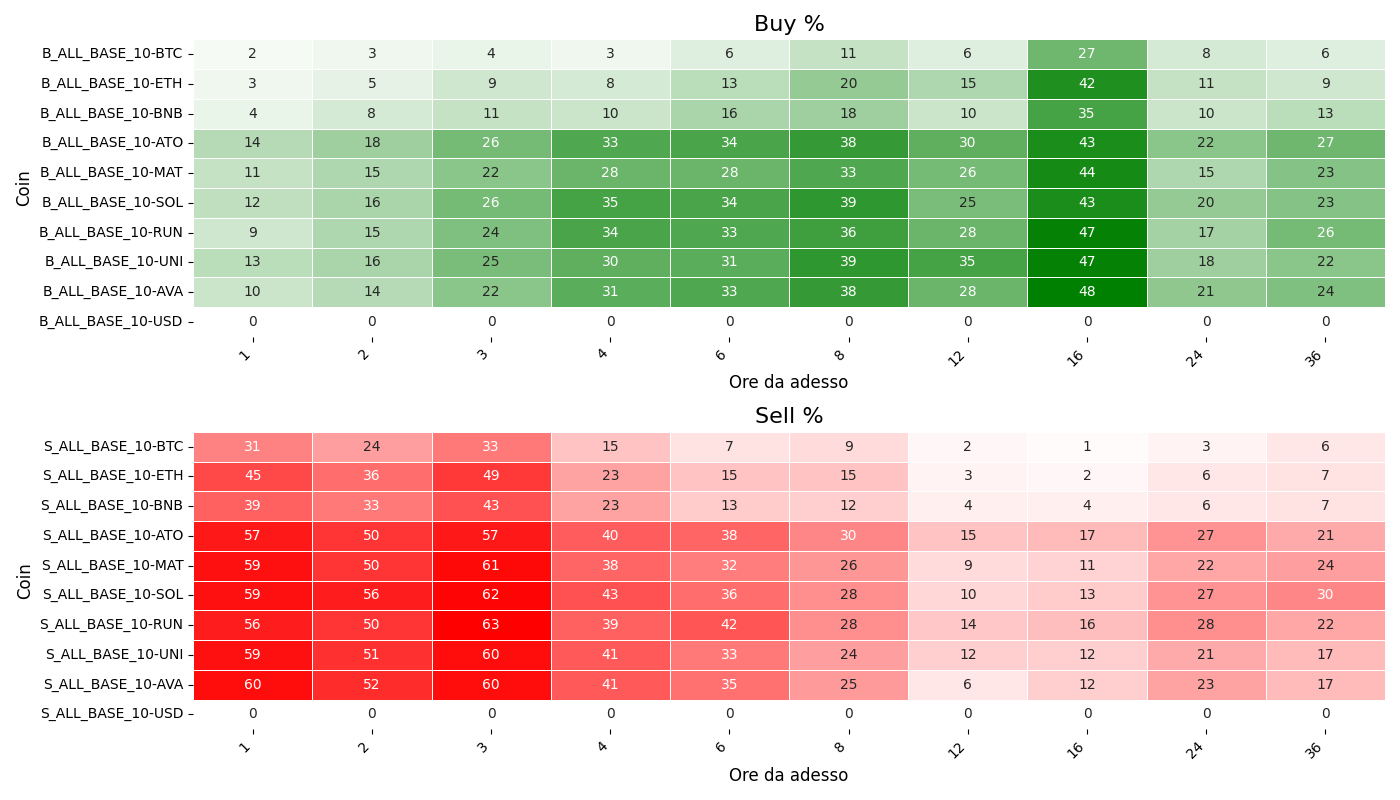 Buy %
B_ALL_BASE_10-BTC 2 3 4 3 6 11 6 27 8 6
B_ALL_BASE_10-ETH 3 5 9 8 13 20 15 42 11 9
B_ALL_BASE_10-BNB 4 8 11 10 16 18 10 35 10 13
B_ALL_BASE_10-ATO 14 18 26 33 34 38 30 43 22 27
B_ALL_BASE_10-MAT 11 15 22 28 28 33 26 44 15 23
B_ALL_BASE_10-SOL 12 16 26 35 34 39 25 43 20 23
B_ALL_BASE_10-RUN 9 15 24 34 33 36 28 47 17 26
B_ALL_BASE_10-UNI 13 16 25 30 31 39 35 47 18 22
B_ALL_BASE_10-AVA 10 14 22 31 33 38 28 48 21 24
B_ALL_BASE_10-USD 0 0 0 0 0 0 0 0 0 0
Coin
1 2 3 4 6 8 12 16 24 36
Ore da adesso
Sell %
S_ALL_BASE_10-BTC 31 24 33 15 7 9 2 1 3 6
S_ALL_BASE_10-ETH 45 36 49 23 15 15 3 2 6 7
S_ALL_BASE_10-BNB 39 33 43 23 13 12 4 4 6 7
S_ALL_BASE_10-ATO 57 50 57 40 38 30 15 17 27 21
S_ALL_BASE_10-MAT 59 50 61 38 32 26 9 11 22 24
S_ALL_BASE_10-SOL 59 56 62 43 36 28 10 13 27 30
S_ALL_BASE_10-RUN 56 50 63 39 42 28 14 16 28 22
S_ALL_BASE_10-UNI 59 51 60 41 33 24 12 12 21 17
S_ALL_BASE_10-AVA 60 52 60 41 35 25 6 12 23 17
S_ALL_BASE_10-USD 0 0 0 0 0 0 0 0 0 0
Coin
1 2 3 4 6 8 12 16 24 36
Ore da adesso